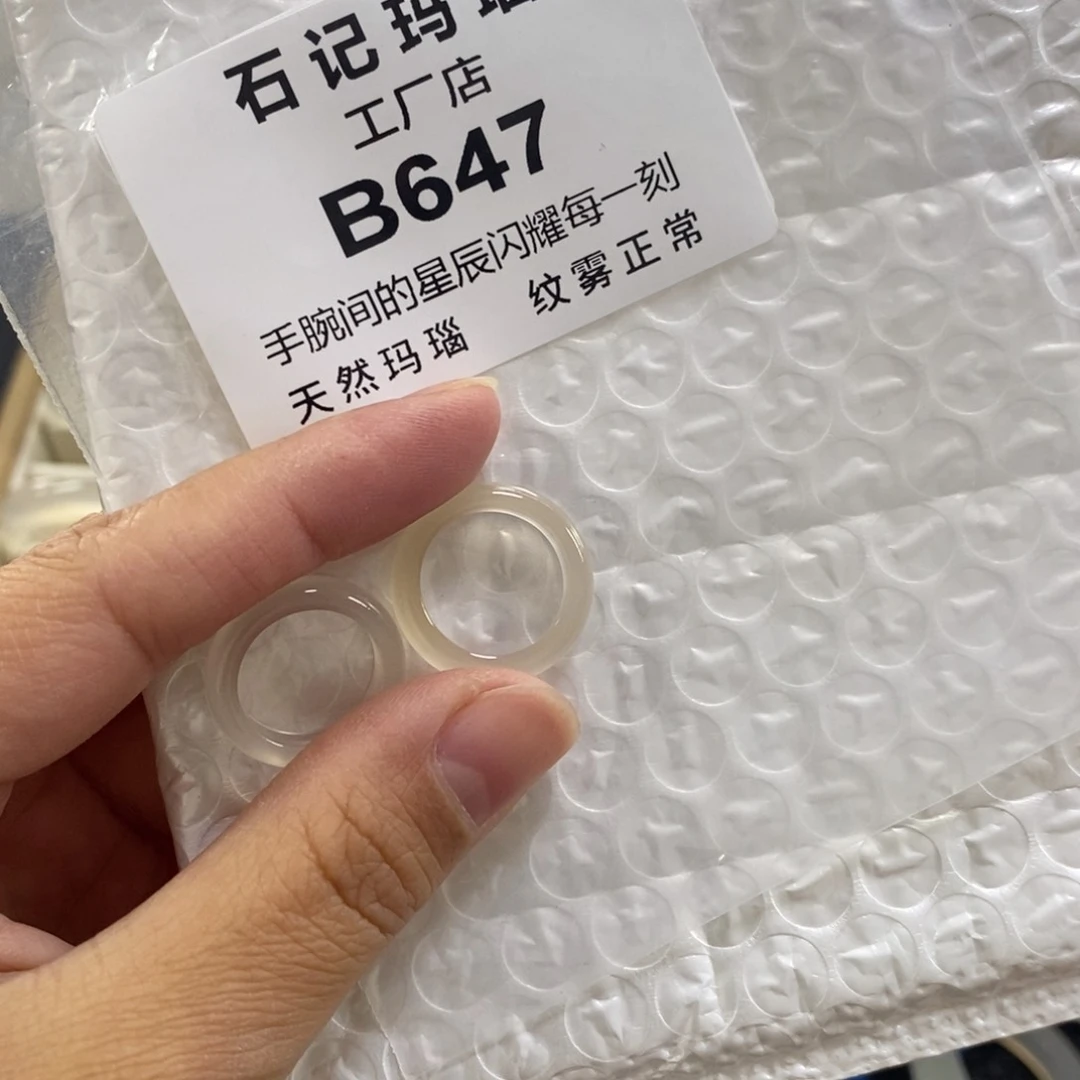 石记玛瑙
工厂店
B647
手腕间的星辰闪耀每一刻
天然玛瑙 纹雾正常